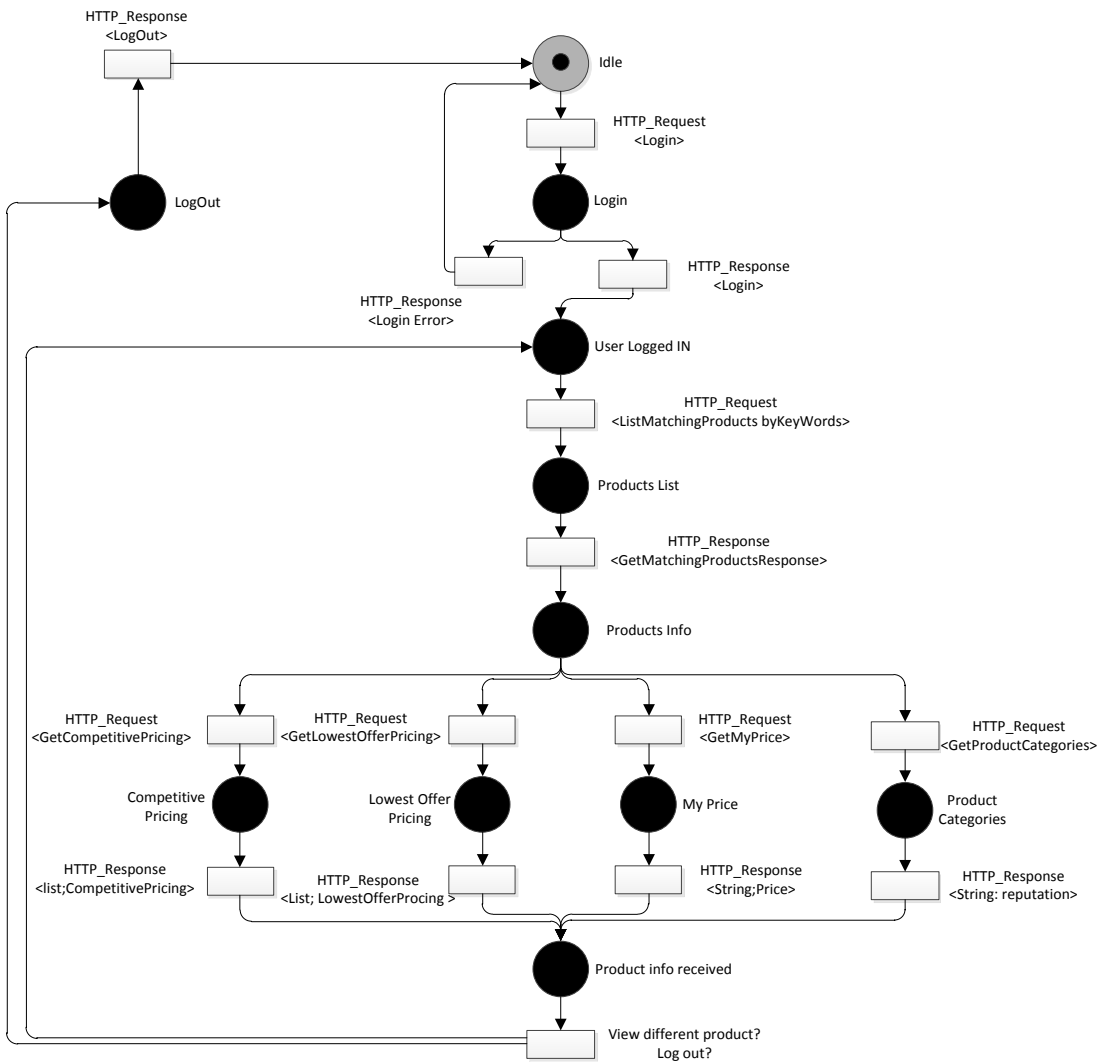 HTTP_Response
<LogOut>
Idle
HTTP_Request
<Login>
LogOut
Login
HTTP_Response
<Login>
HTTP_Response
<Login Error>
User Logged IN
HTTP_Request
<ListMatchingProducts byKeyWords>
Products List
HTTP_Response
<GetMatchingProductsResponse>
Products Info
HTTP_Request
<GetCompetitivePricing>
HTTP_Request
<GetLowestOfferPricing>
HTTP_Request
<GetMyPrice>
HTTP_Request
<GetProductCategories>
Competitive
Pricing
Lowest Offer
Pricing
My Price
Product
Categories
HTTP_Response
<list;CompetitivePricing>
HTTP_Response
<List; LowestOfferProcing >
HTTP_Response
<String;Price>
HTTP_Response
<String: reputation>
Product info received
View different product?
Log out?